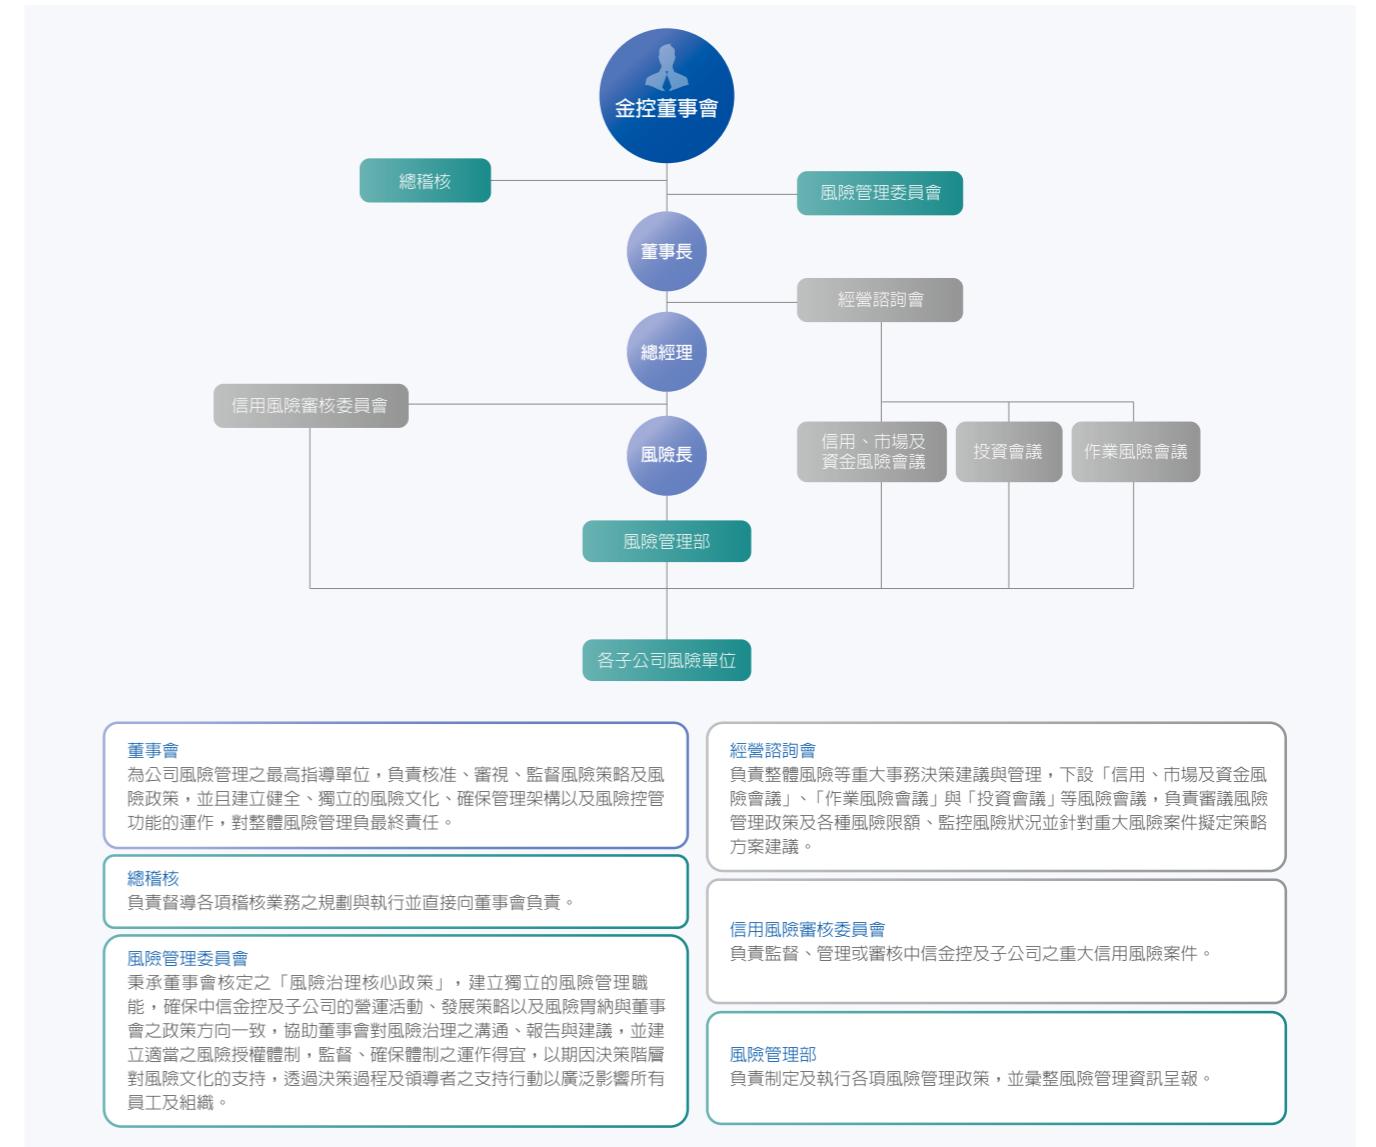 金控董事會
總稽核
風險管理委員會
董事長
經營諮詢會
總經理
信用風險審核委員會
風險長
信用、市場及
資金風險會議
投資會議
作業風險會議
風險管理部
各子公司風險單位
董事會
為公司風險管理之最高指導單位，負責核准、審視、監督風險策略及風
險政策，並且建立健全、獨立的風險文化、確保管理架構以及風險控管
功能的運作，對整體風險管理負最終責任。
總稽核
負責督導各項稽核業務之規劃與執行並直接向董事會負責。
風險管理委員會
秉承董事會核定之「風險治理核心政策」，建立獨立的風險管理職
能，確保中信金控及子公司的營運活動、發展策略以及風險胃納與董事
會之政策方向一致，協助董事會對風險治理之溝通、報告與建議，並建
立適當之風險授權體制，監督、確保體制之運作得宜，以期因決策階層
對風險文化的支持，透過決策過程及領導者之支持行動以廣泛影響所有
員工及組織。
經營諮詢會
負責整體風險等重大事務決策建議與管理，下設「信用、市場及資金風
險會議」、「作業風險會議」與「投資會議」等風險會議，負責審議風險
管理政策及各種風險限額、監控風險狀況並針對重大風險案件擬定策略
方案建議。
信用風險審核委員會
負責監督、管理或審核中信金控及子公司之重大信用風險案件。
風險管理部
負責制定及執行各項風險管理政策，並彙整風險管理資訊呈報。